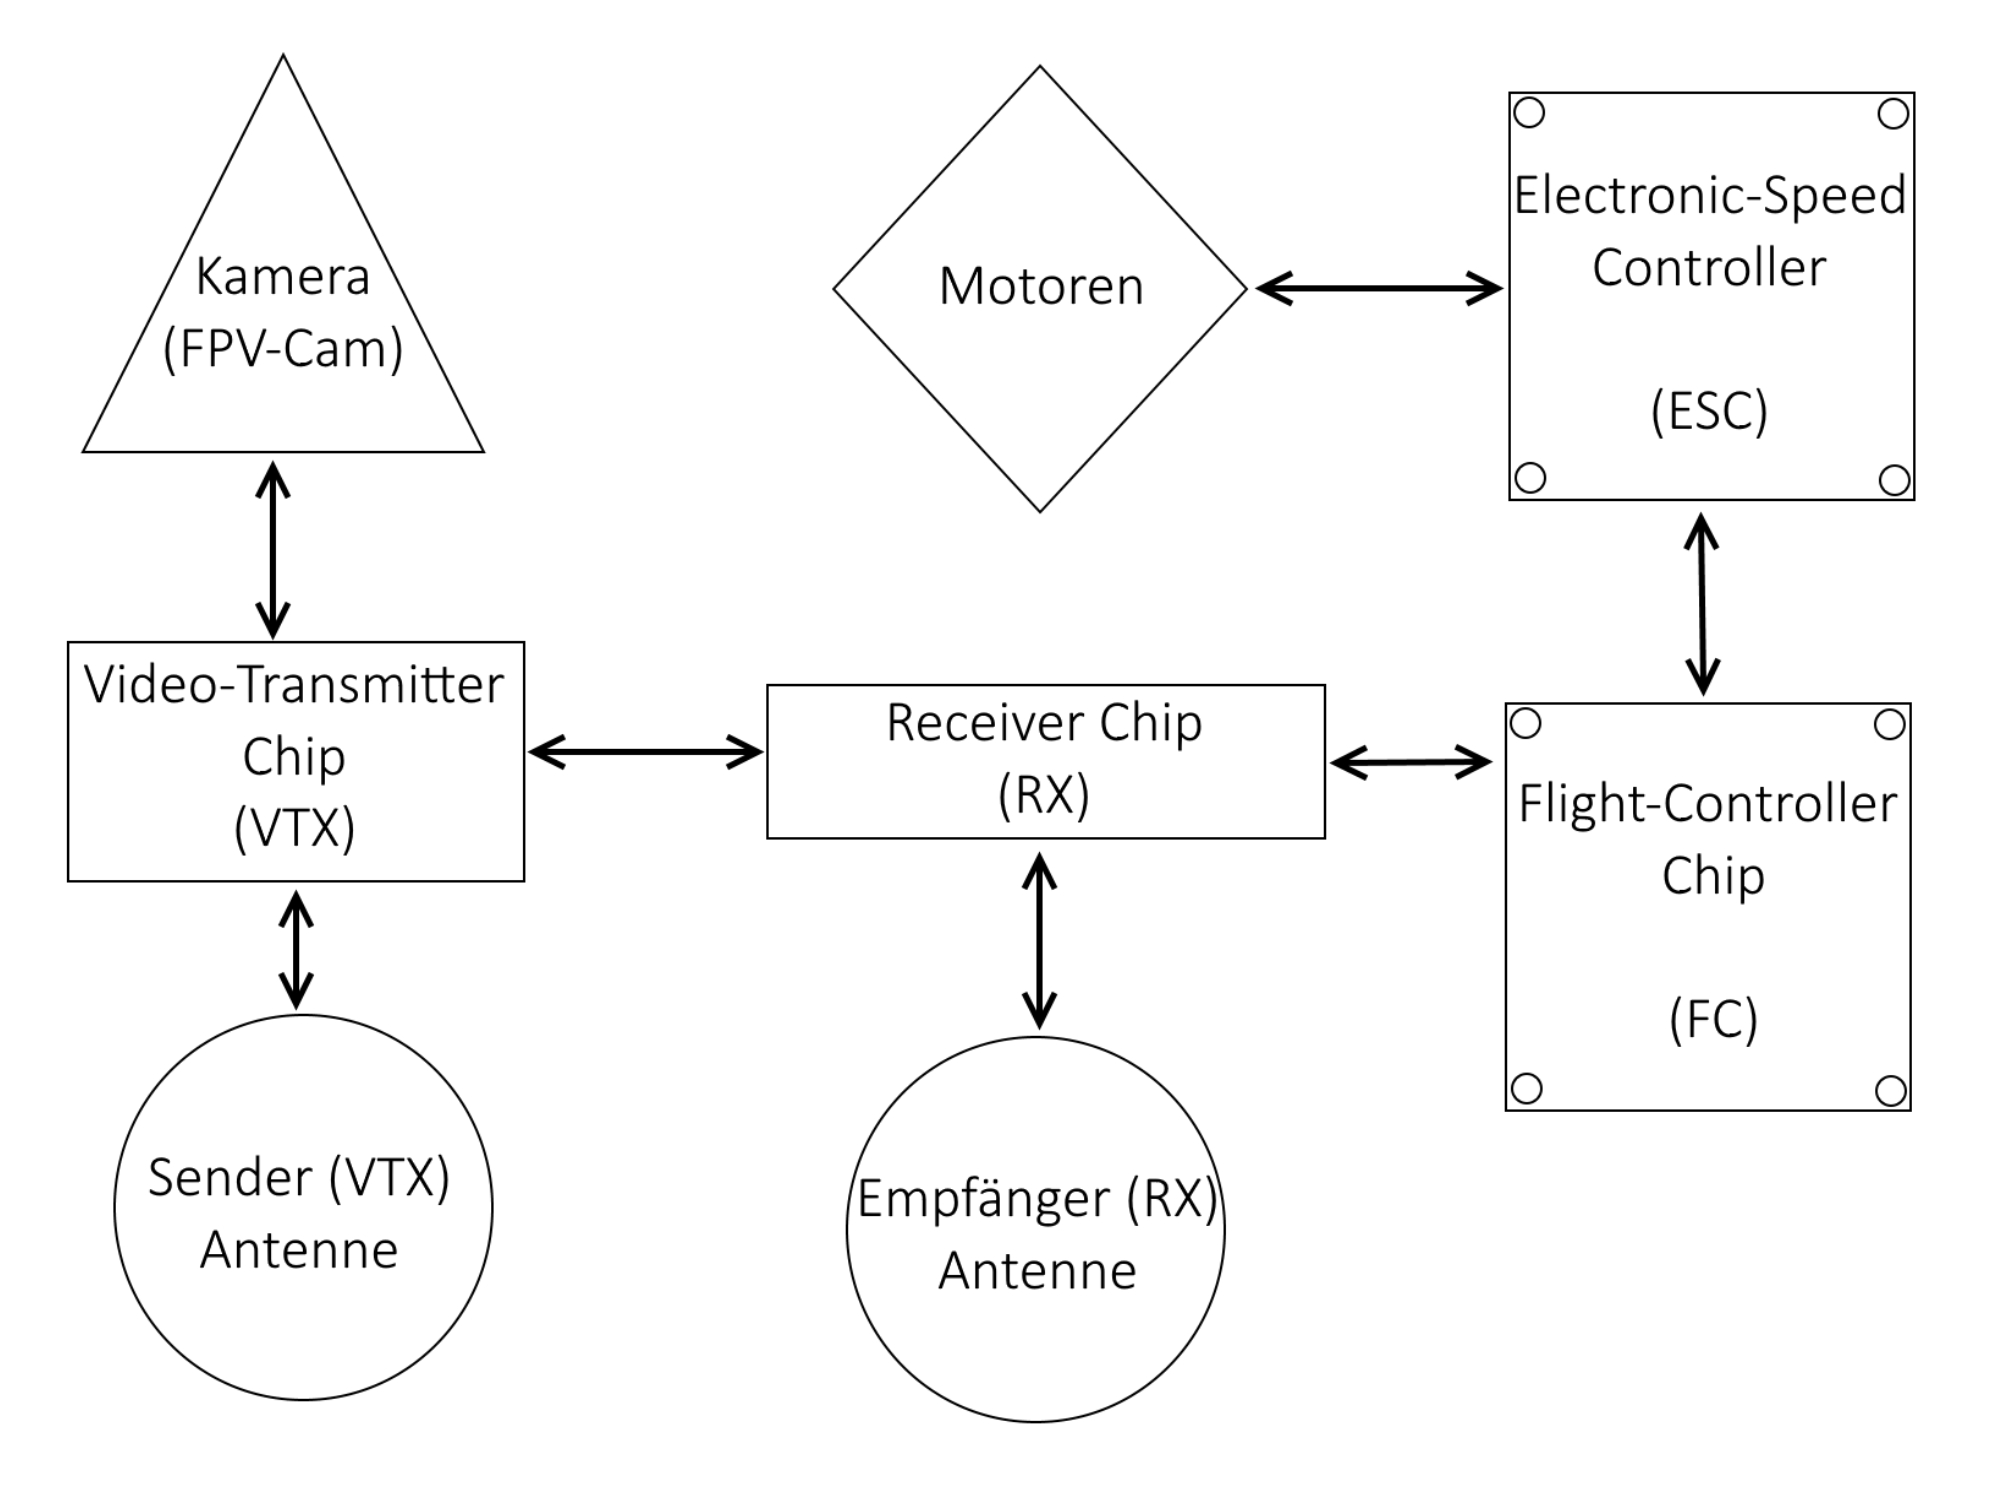 Kamera
(FPV-Cam)
Motoren
Electronic-Speed
Controller
(ESC)
Video-Transmitter
Chip
(VTX)
Receiver Chip
(RX)
Flight-Controller
Chip
(FC)
Sender (VTX)
Antenne
Empfänger (RX)
Antenne